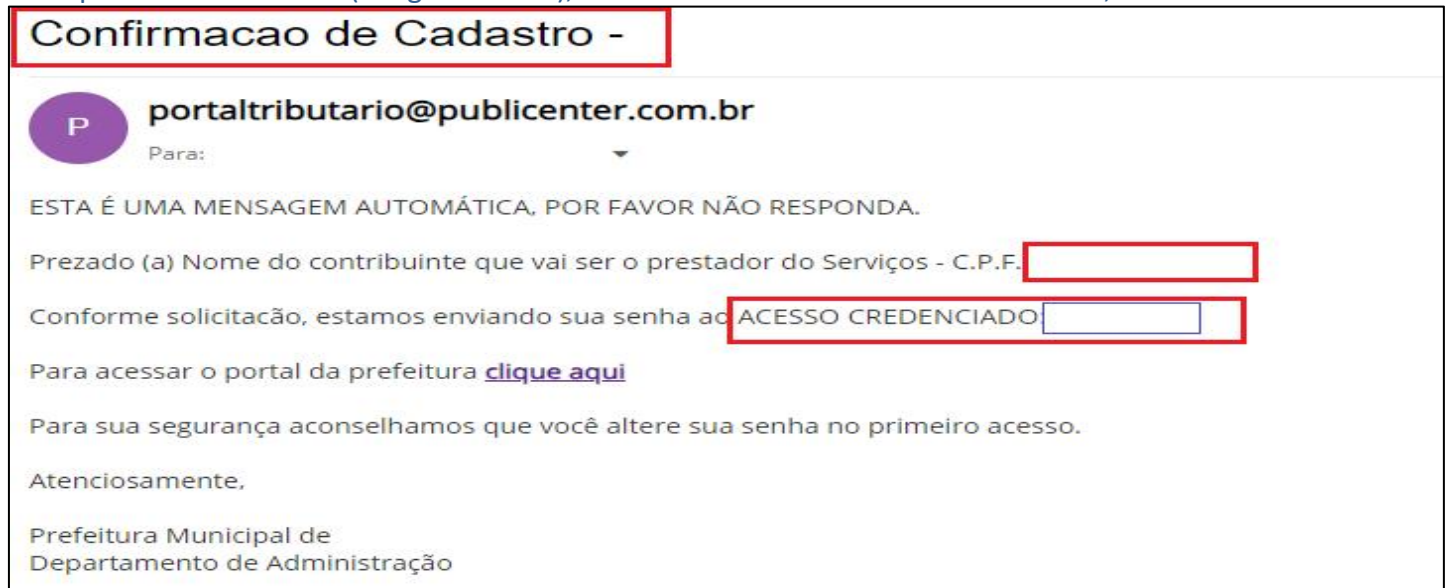 Confirmacao de Cadastro -
P
portaltributario@publicenter.com.br
Para:
ESTA É UMA MENSAGEM AUTOMÁTICA, POR FAVOR NÃO RESPONDA.
Prezado (a) Nome do contribuinte que vai ser o prestador do Serviços - C.P.F.
Conforme solicitacão, estamos enviando sua senha ao ACESSO CREDENCIADO:
Para acessar o portal da prefeitura clique aqui
Para sua segurança aconselhamos que você altere sua senha no primeiro acesso.
Atenciosamente,
Prefeitura Municipal de
Departamento de Administração